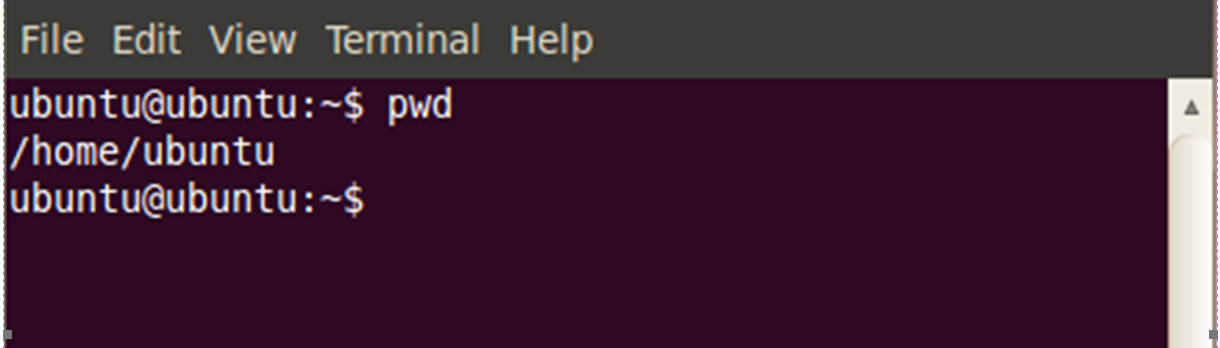 File Edit View Terminal Help
ubuntu@ubuntu:~$ pwd
/home/ubuntu
ubuntu@ubuntu:~$